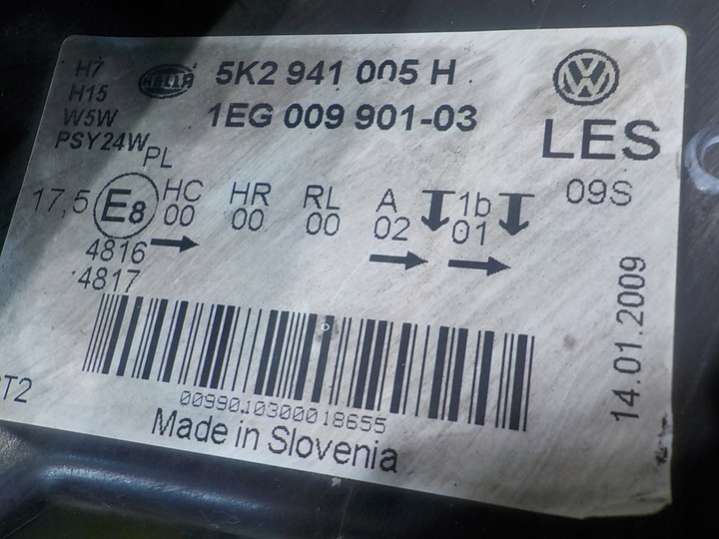 H7
H15
W5W
PSY24W
HELLA
5K2 941 005 H
1EG 009 901-03
LES
09S
PL
17,5 E8
HC 00
HR 00
RL 00
A 02
1b 01
4816
4817
14.01.2009
T2
0099010300018655
Made in Slovenia